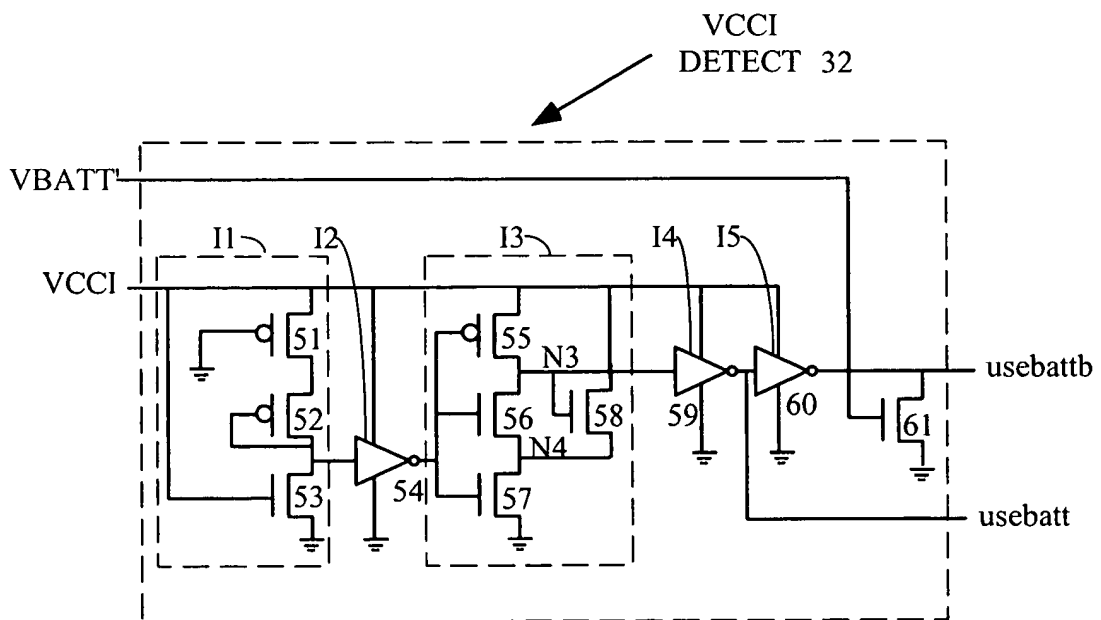 VCCI
DETECT 32
VBATT'
I1
I2
I3
I4
I5
VCCI
51
55
N3
usebattb
52
56
58
59
60
61
N4
53
54
57
usebatt